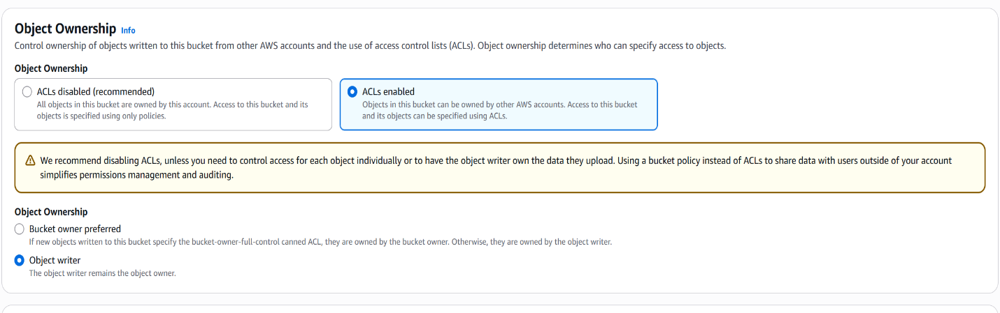 Object Ownership Info
Control ownership of objects written to this bucket from other AWS accounts and the use of access control lists (ACLs). Object ownership determines who can specify access to objects.
Object Ownership
ACLs disabled (recommended)
All objects in this bucket are owned by this account. Access to this bucket and its
objects is specified using only policies.
ACLs enabled
Objects in this bucket can be owned by other AWS accounts. Access to this bucket
and its objects can be specified using ACLs.
We recommend disabling ACLs, unless you need to control access for each object individually or to have the object writer own the data they upload. Using a bucket policy instead of ACLs to share data with users outside of your account
simplifies permissions management and auditing.
Object Ownership
Bucket owner preferred
If new objects written to this bucket specify the bucket-owner-full-control canned ACL, they are owned by the bucket owner. Otherwise, they are owned by the object writer.
Object writer
The object writer remains the object owner.